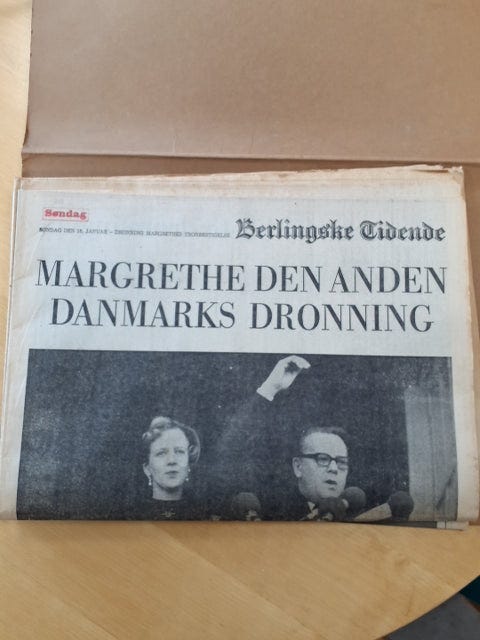 Søndag
SØNDAG DEN 16. JANUAR – DRONNING MARGRETHES TRONBESTIGELSE
Berlingske Tidende
MARGRETHE DEN ANDEN
DANMARKS DRONNING